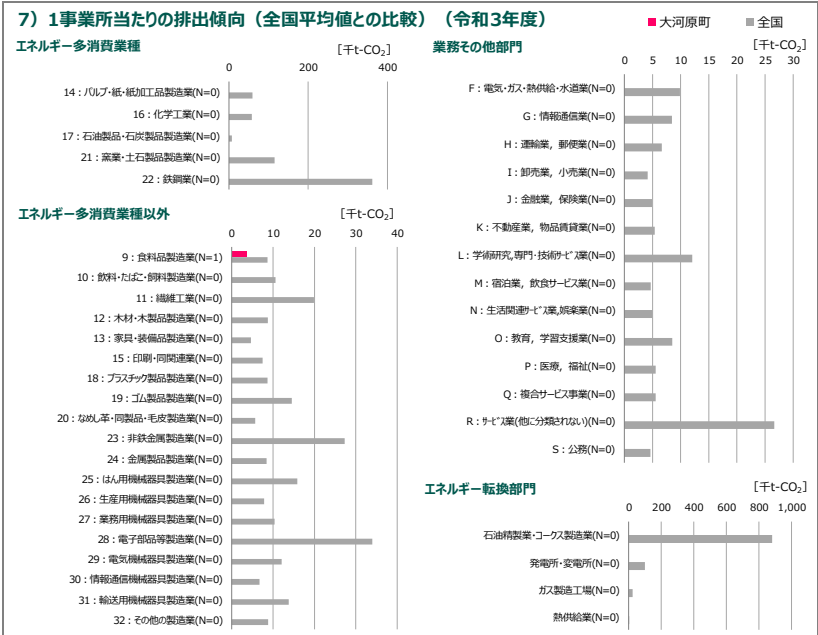 7）1事業所当たりの排出傾向（全国平均値との比較）（令和3年度）
■大河原町 ■全国
エネルギー多消費業種
［千t-CO₂］
0 200 400
14：パルプ・紙・紙加工品製造業(N=0)
16：化学工業(N=0)
17：石油製品・石炭製品製造業(N=0)
21：窯業・土石製品製造業(N=0)
22：鉄鋼業(N=0)
エネルギー多消費業種以外
［千t-CO₂］
0 10 20 30 40
9：食料品製造業(N=1)
10：飲料・たばこ・飼料製造業(N=0)
11：繊維工業(N=0)
12：木材・木製品製造業(N=0)
13：家具・装備品製造業(N=0)
15：印刷・同関連業(N=0)
18：プラスチック製品製造業(N=0)
19：ゴム製品製造業(N=0)
20：なめし革・同製品・毛皮製造業(N=0)
23：非鉄金属製造業(N=0)
24：金属製品製造業(N=0)
25：はん用機械器具製造業(N=0)
26：生産用機械器具製造業(N=0)
27：業務用機械器具製造業(N=0)
28：電子部品等製造業(N=0)
29：電気機械器具製造業(N=0)
30：情報通信機械器具製造業(N=0)
31：輸送用機械器具製造業(N=0)
32：その他の製造業(N=0)
業務その他部門
［千t-CO₂］
0 5 10 15 20 25 30
F：電気・ガス・熱供給・水道業(N=0)
G：情報通信業(N=0)
H：運輸業，郵便業(N=0)
I：卸売業，小売業(N=0)
J：金融業，保険業(N=0)
K：不動産業，物品賃貸業(N=0)
L：学術研究,専門・技術ｻｰﾋﾞｽ業(N=0)
M：宿泊業，飲食サービス業(N=0)
N：生活関連ｻｰﾋﾞｽ業,娯楽業(N=0)
O：教育，学習支援業(N=0)
P：医療，福祉(N=0)
Q：複合サービス事業(N=0)
R：ｻｰﾋﾞｽ業(他に分類されない)(N=0)
S：公務(N=0)
エネルギー転換部門
［千t-CO₂］
0 200 400 600 800 1,000
石油精製業・コークス製造業(N=0)
発電所・変電所(N=0)
ガス製造工場(N=0)
熱供給業(N=0)